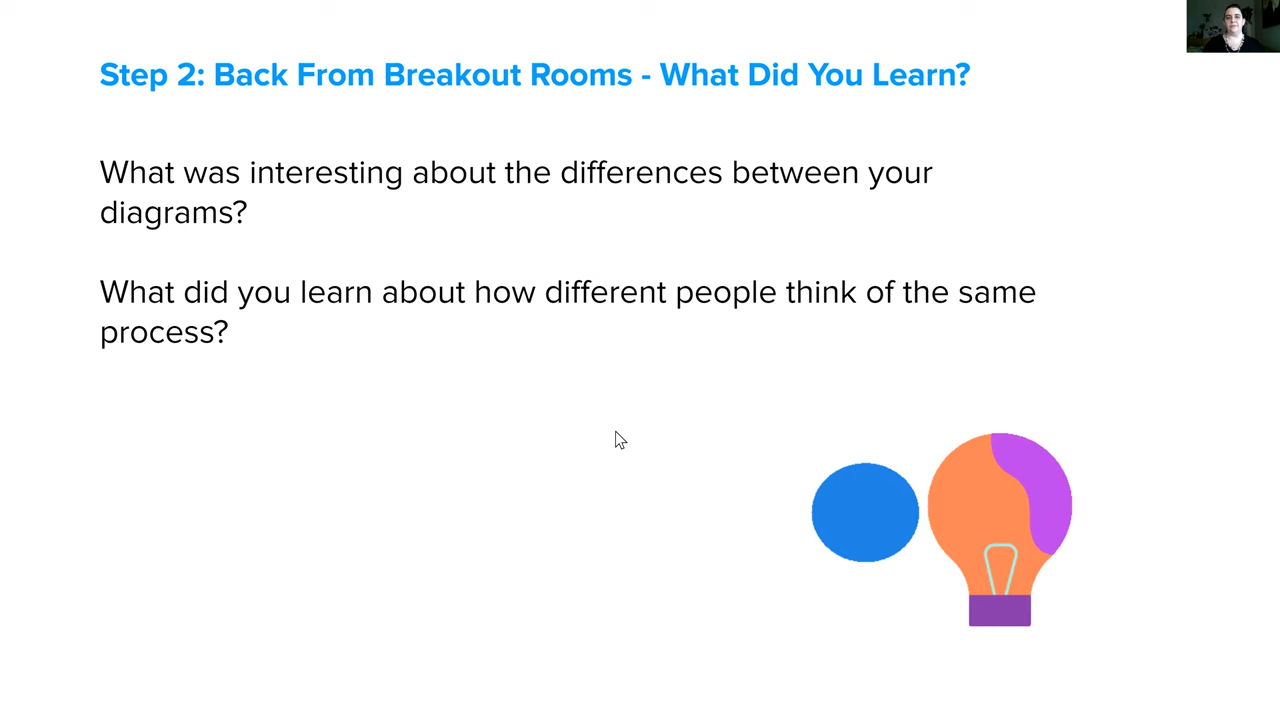 Step 2: Back From Breakout Rooms - What Did You Learn?
What was interesting about the differences between your
diagrams?
What did you learn about how different people think of the same
process?